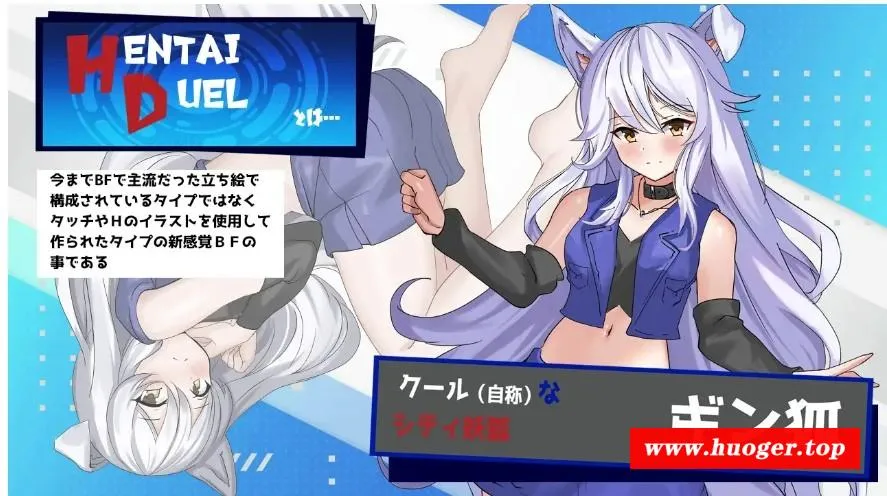 HENTAI
DUEL
とは…
今までBFで主流だった立ち絵で
構成されているタイプではなく
タッチやHのイラストを使用して
作られたタイプの新感覚BFの
事である
クール(自称)な
シティ妖狐
ギン狐
www.huoger.top